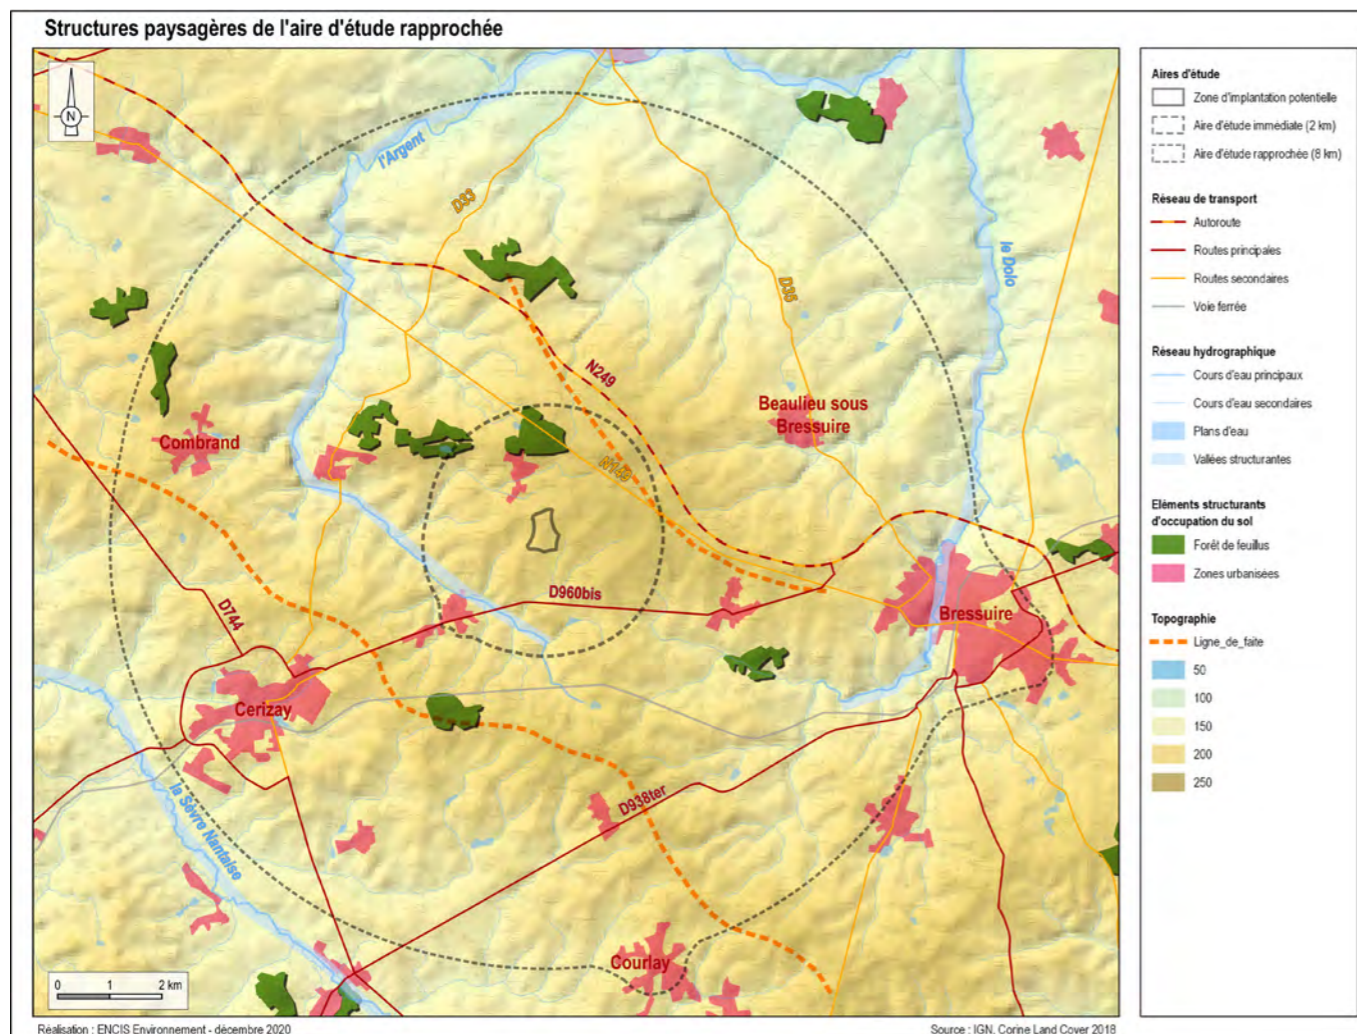 Structures paysagères de l'aire d'étude rapprochée
N
l'Argent
D33
le Dolo
D35
N249
Beaulieu sous
Bressuire
Combrand
N149
D960bis
D744
Bressuire
Cerizay
D938ter
la Sèvre Nantaise
Courlay
0 1 2 km
Aires d'étude
Zone d'implantation potentielle
Aire d'étude immédiate (2 km)
Aire d'étude rapprochée (8 km)
Réseau de transport
Autoroute
Routes principales
Routes secondaires
Voie ferrée
Réseau hydrographique
Cours d'eau principaux
Cours d'eau secondaires
Plans d'eau
Vallées structurantes
Eléments structurants
d'occupation du sol
Forêt de feuillus
Zones urbanisées
Topographie
Ligne_de_faite
50
100
150
200
250
Réalisation : ENCIS Environnement - décembre 2020
Source : IGN, Corine Land Cover 2018